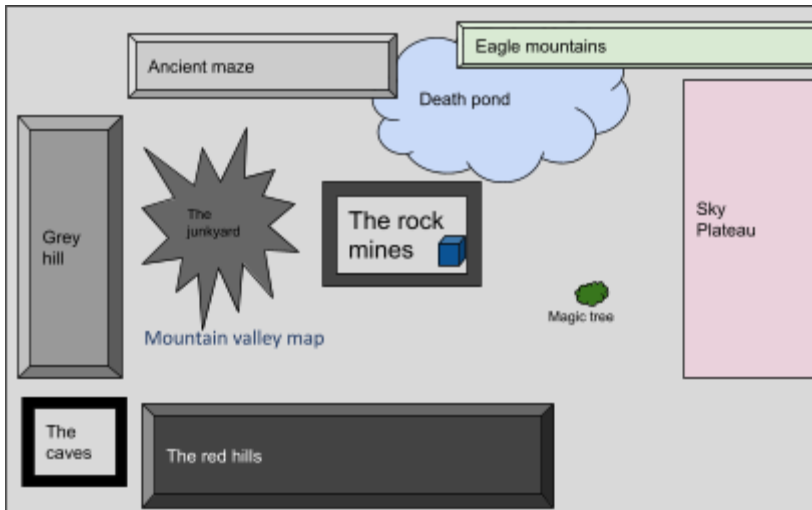 Eagle mountains
Ancient maze
Death pond
The
junkyard
The rock
mines
Sky
Plateau
Grey
hill
Magic tree
Mountain valley map
The
caves
The red hills